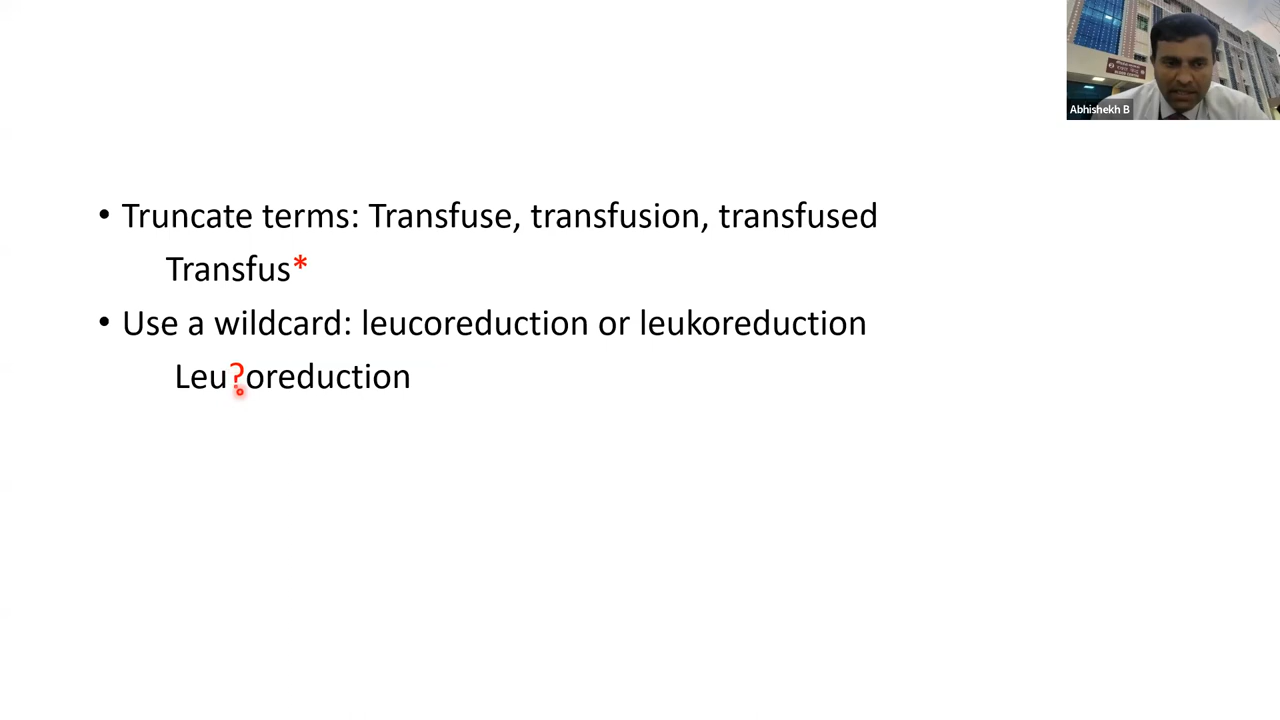 Abhishekh B
• Truncate terms: Transfuse, transfusion, transfused
Transfus*
• Use a wildcard: leucoreduction or leukoreduction
Leu?oreduction